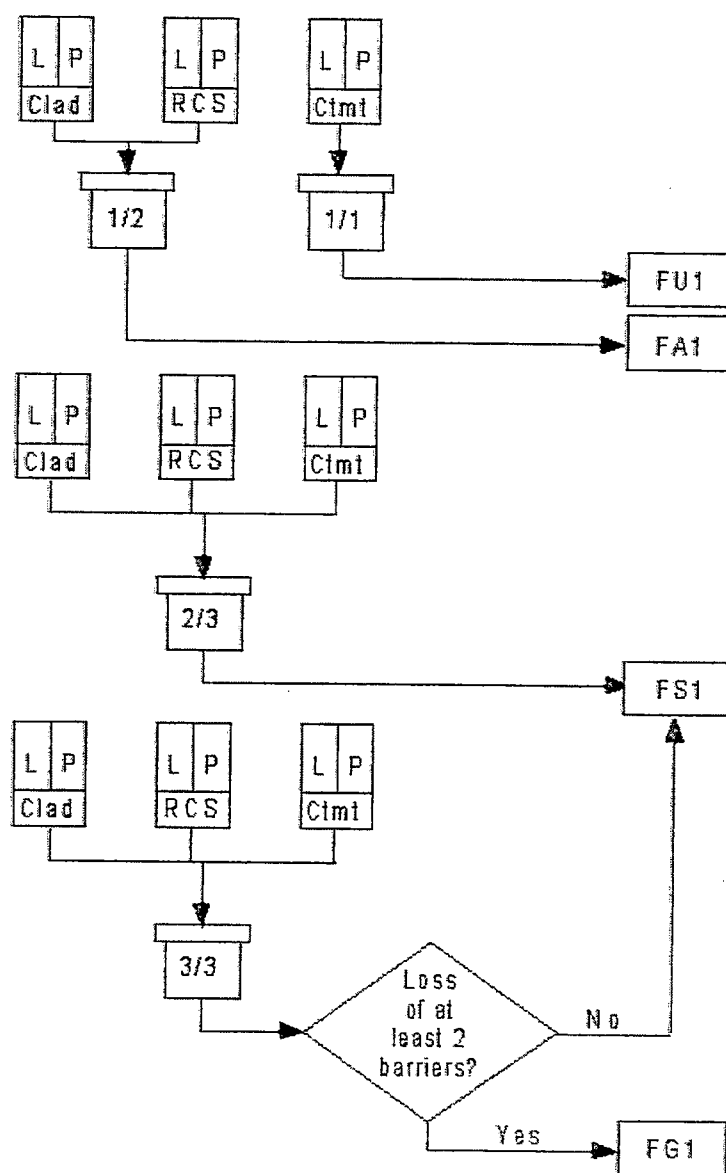 L P L P L P
Clad RCS Ctmt
1/2 1/1
FU1
FA1
L P L P L P
Clad RCS Ctmt
2/3
FS1
L P L P L P
Clad RCS Ctmt
3/3
Loss
of at
least 2
barriers?
No
Yes
FG1